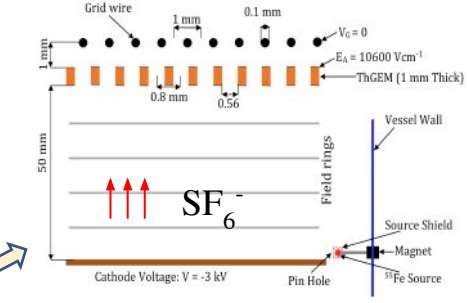 Grid wire
1 mm
0.1 mm
V_G = 0
1 mm
E_A = 10600 Vcm⁻¹
ThGEM (1 mm Thick)
0.8 mm
0.56
50 mm
Vessel Wall
Field rings
SF₆⁻
Source Shield
Magnet
Cathode Voltage: V = -3 kV
Pin Hole
⁵⁵Fe Source